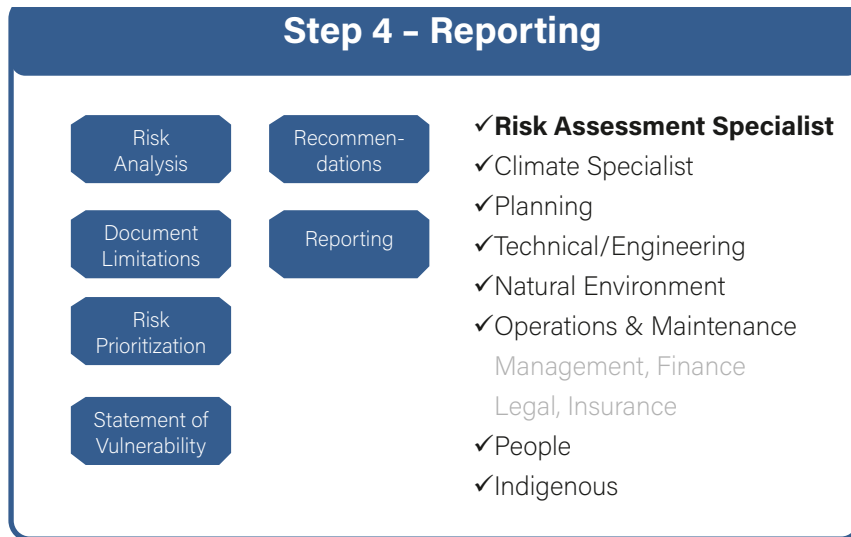 Step 4 – Reporting
Risk
Analysis
Recommen-
dations
Document
Limitations
Reporting
Risk
Prioritization
Statement of
Vulnerability
✓Risk Assessment Specialist
✓Climate Specialist
✓Planning
✓Technical/Engineering
✓Natural Environment
✓Operations & Maintenance
Management, Finance
Legal, Insurance
✓People
✓Indigenous